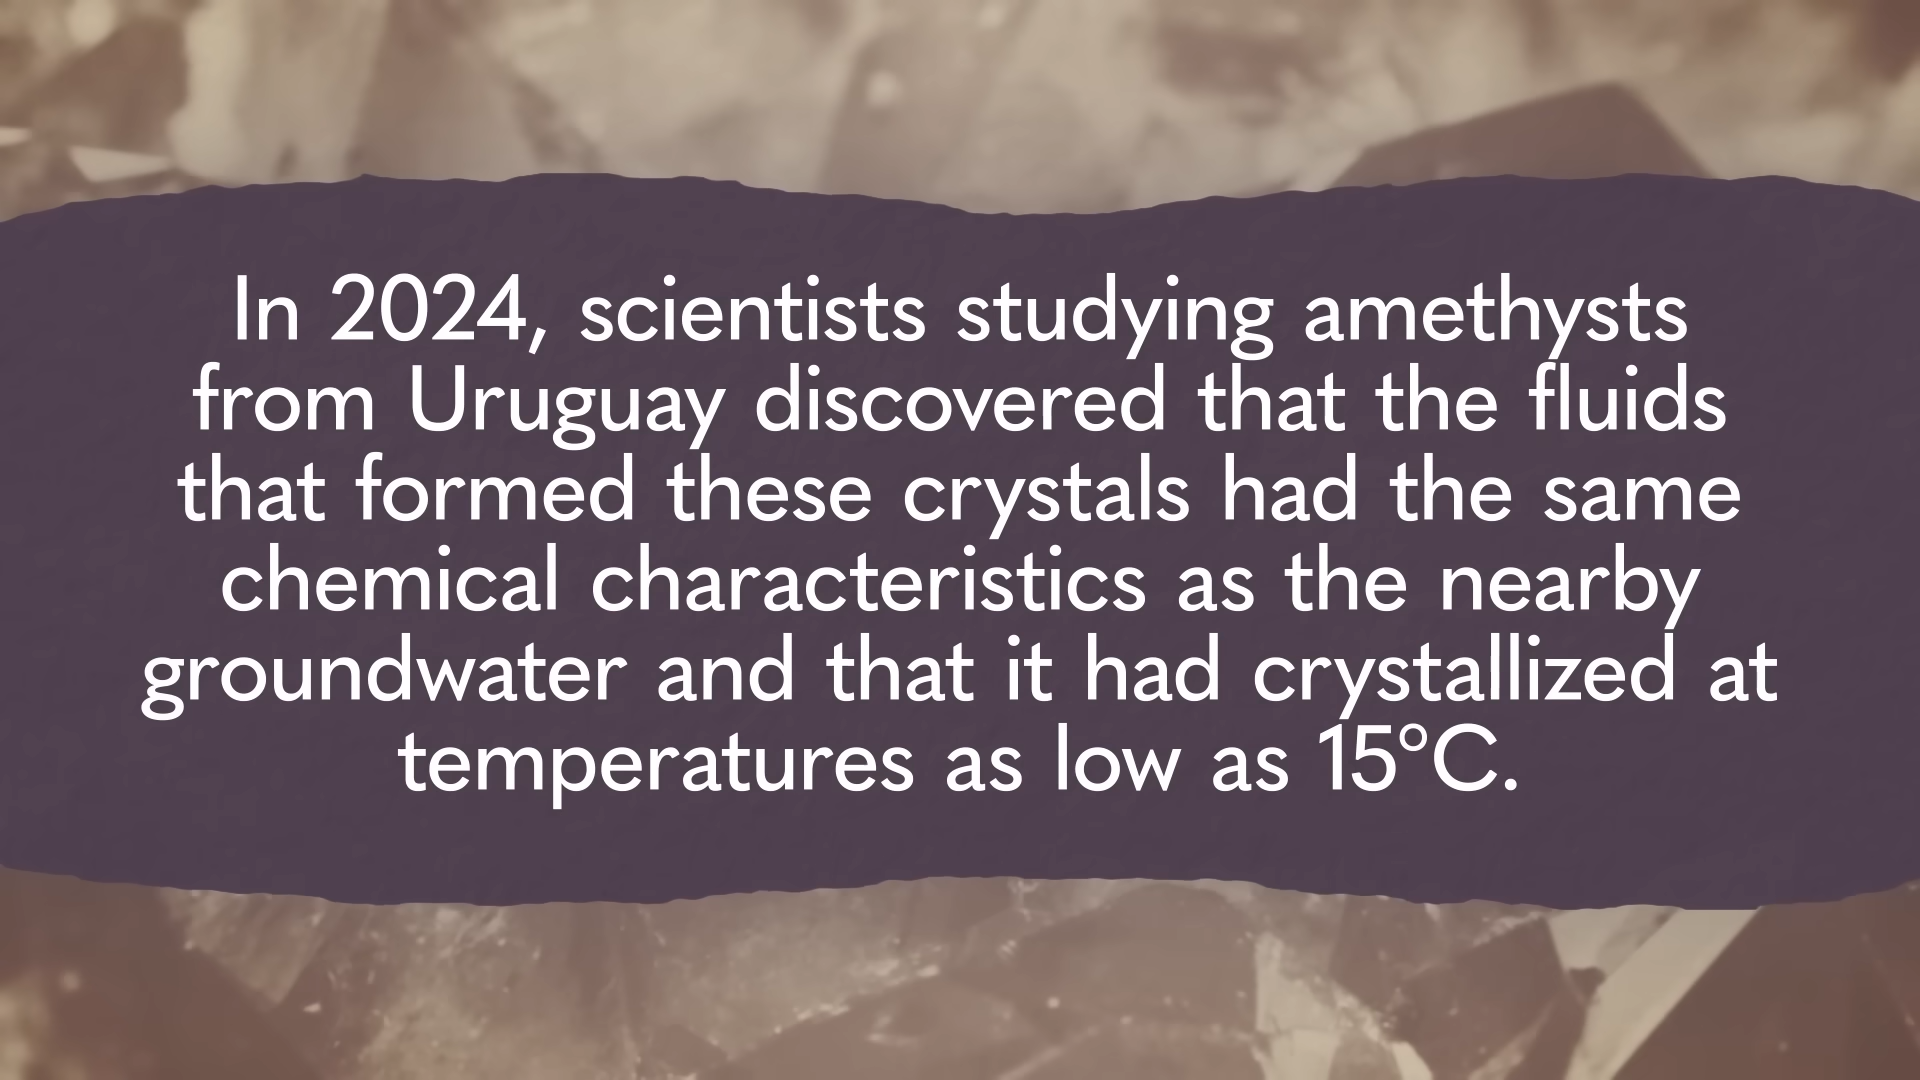 In 2024, scientists studying amethysts
from Uruguay discovered that the fluids
that formed these crystals had the same
chemical characteristics as the nearby
groundwater and that it had crystallized at
temperatures as low as 15°C.